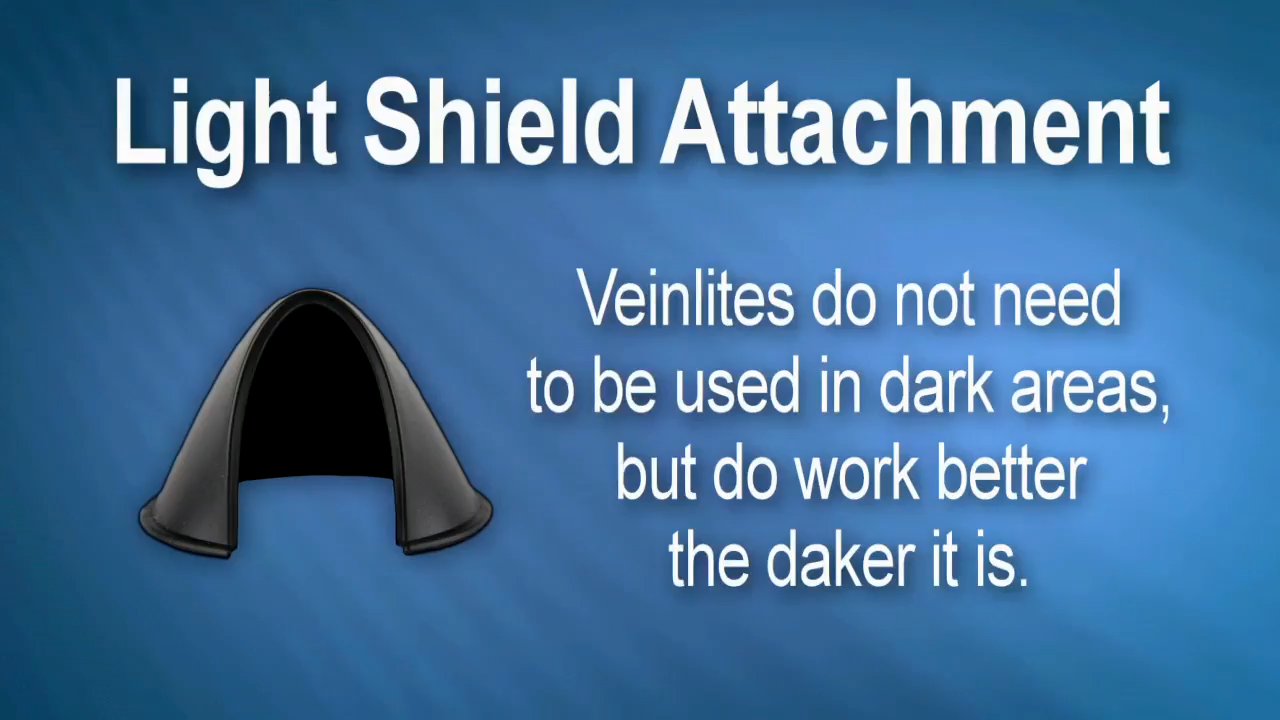 Light Shield Attachment
Veinlites do not need
to be used in dark areas,
but do work better
the daker it is.